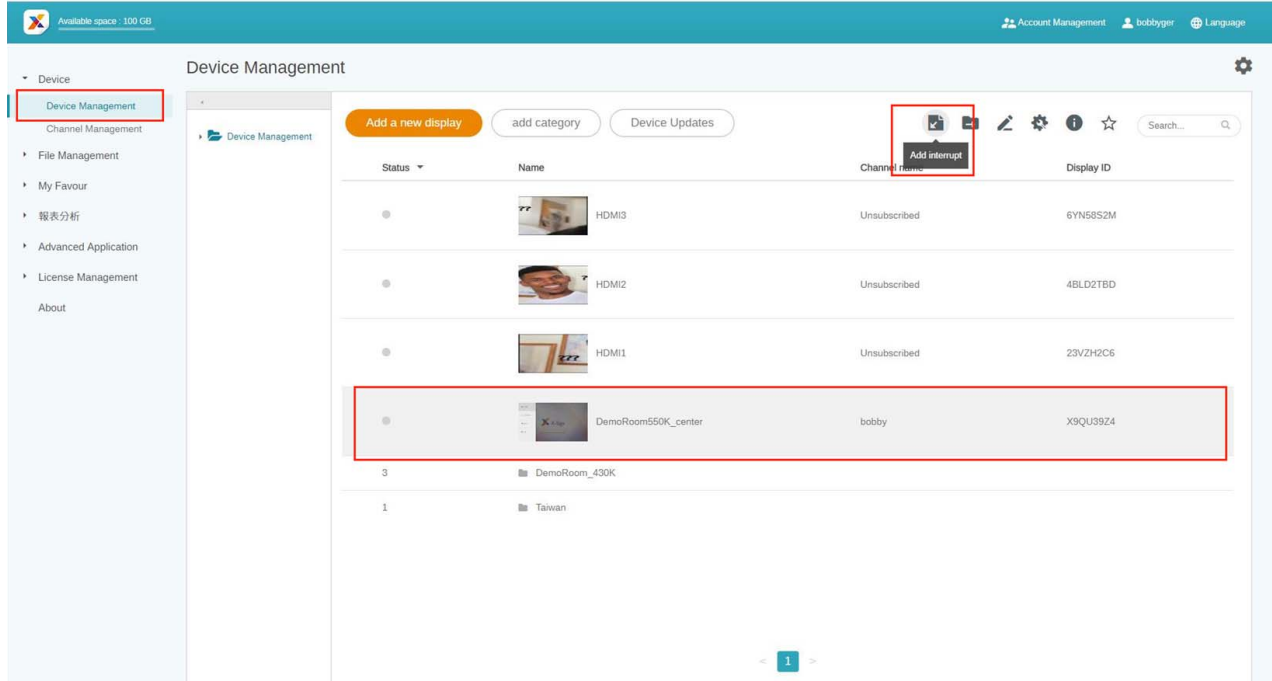 Available space : 100 GB
Account Management
bobbyger
Language
Device
Device Management
Channel Management
File Management
My Favour
報表分析
Advanced Application
License Management
About
Device Management
Device Management
Add a new display
add category
Device Updates
Search...
Add interrupt
Status
Name
Channel name
Display ID
???
HDMI3
Unsubscribed
6YN58S2M
?
HDMI2
Unsubscribed
4BLD2TBD
???
HDMI1
Unsubscribed
23VZH2C6
DemoRoom550K_center
bobby
X9QU39Z4
3
DemoRoom_430K
1
Taiwan
< 1 >